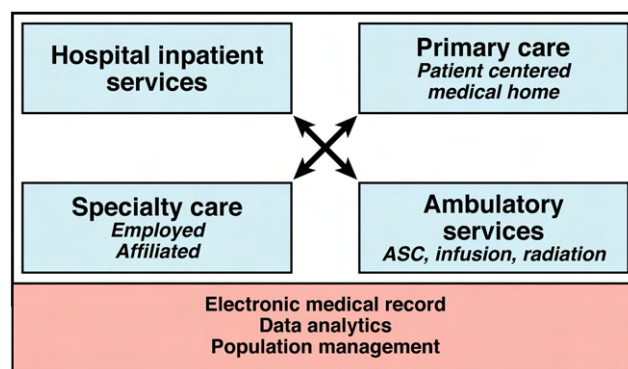 Hospital inpatient
services
Primary care
Patient centered
medical home
Specialty care
Employed
Affiliated
Ambulatory
services
ASC, infusion, radiation
Electronic medical record
Data analytics
Population management